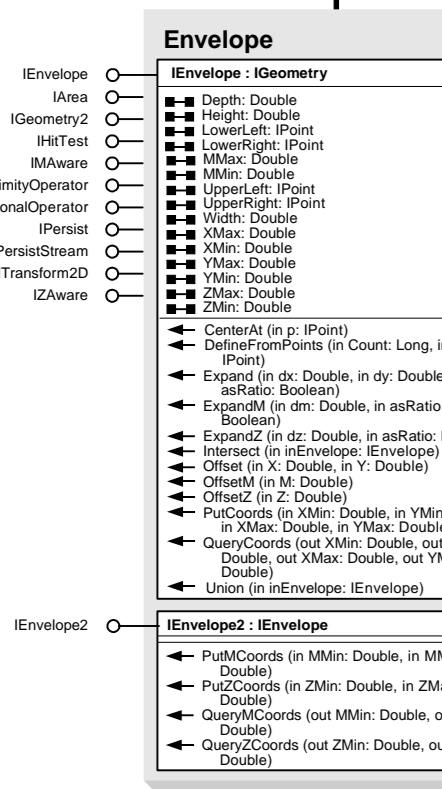 Envelope
IEnvelope
IArea
IGeometry2
IHitTest
IMAware
imityOperator
onalOperator
IPersist
PersistStream
Transform2D
IZAware
IEnvelope : IGeometry
Depth: Double
Height: Double
LowerLeft: IPoint
LowerRight: IPoint
MMax: Double
MMin: Double
UpperLeft: IPoint
UpperRight: IPoint
Width: Double
XMax: Double
XMin: Double
YMax: Double
YMin: Double
ZMax: Double
ZMin: Double
CenterAt (in p: IPoint)
DefineFromPoints (in Count: Long, i
IPoint)
Expand (in dx: Double, in dy: Double
asRatio: Boolean)
ExpandM (in dm: Double, in asRatio
Boolean)
ExpandZ (in dz: Double, in asRatio:
Intersect (in inEnvelope: IEnvelope)
Offset (in X: Double, in Y: Double)
OffsetM (in M: Double)
OffsetZ (in Z: Double)
PutCoords (in XMin: Double, in YMin
in XMax: Double, in YMax: Double
QueryCoords (out XMin: Double, out
Double, out XMax: Double, out YM
Double)
Union (in inEnvelope: IEnvelope)
IEnvelope2
IEnvelope2 : IEnvelope
PutMCoords (in MMin: Double, in MM
Double)
PutZCoords (in ZMin: Double, in ZMa
Double)
QueryMCoords (out MMin: Double, o
Double)
QueryZCoords (out ZMin: Double, ou
Double)